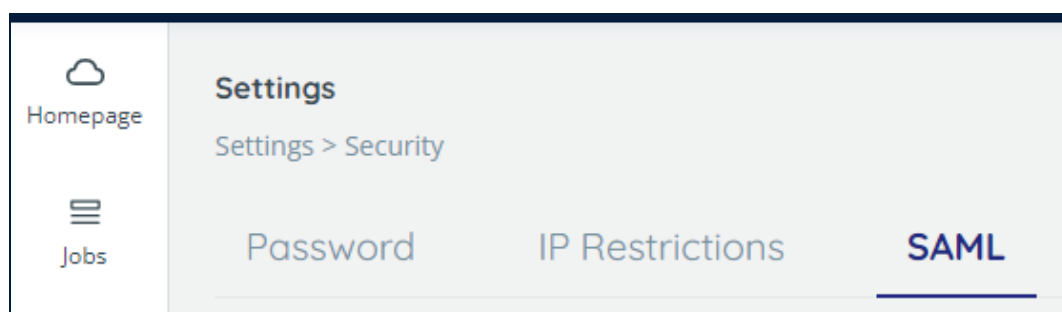 Homepage
Jobs
Settings
Settings > Security
Password IP Restrictions SAML